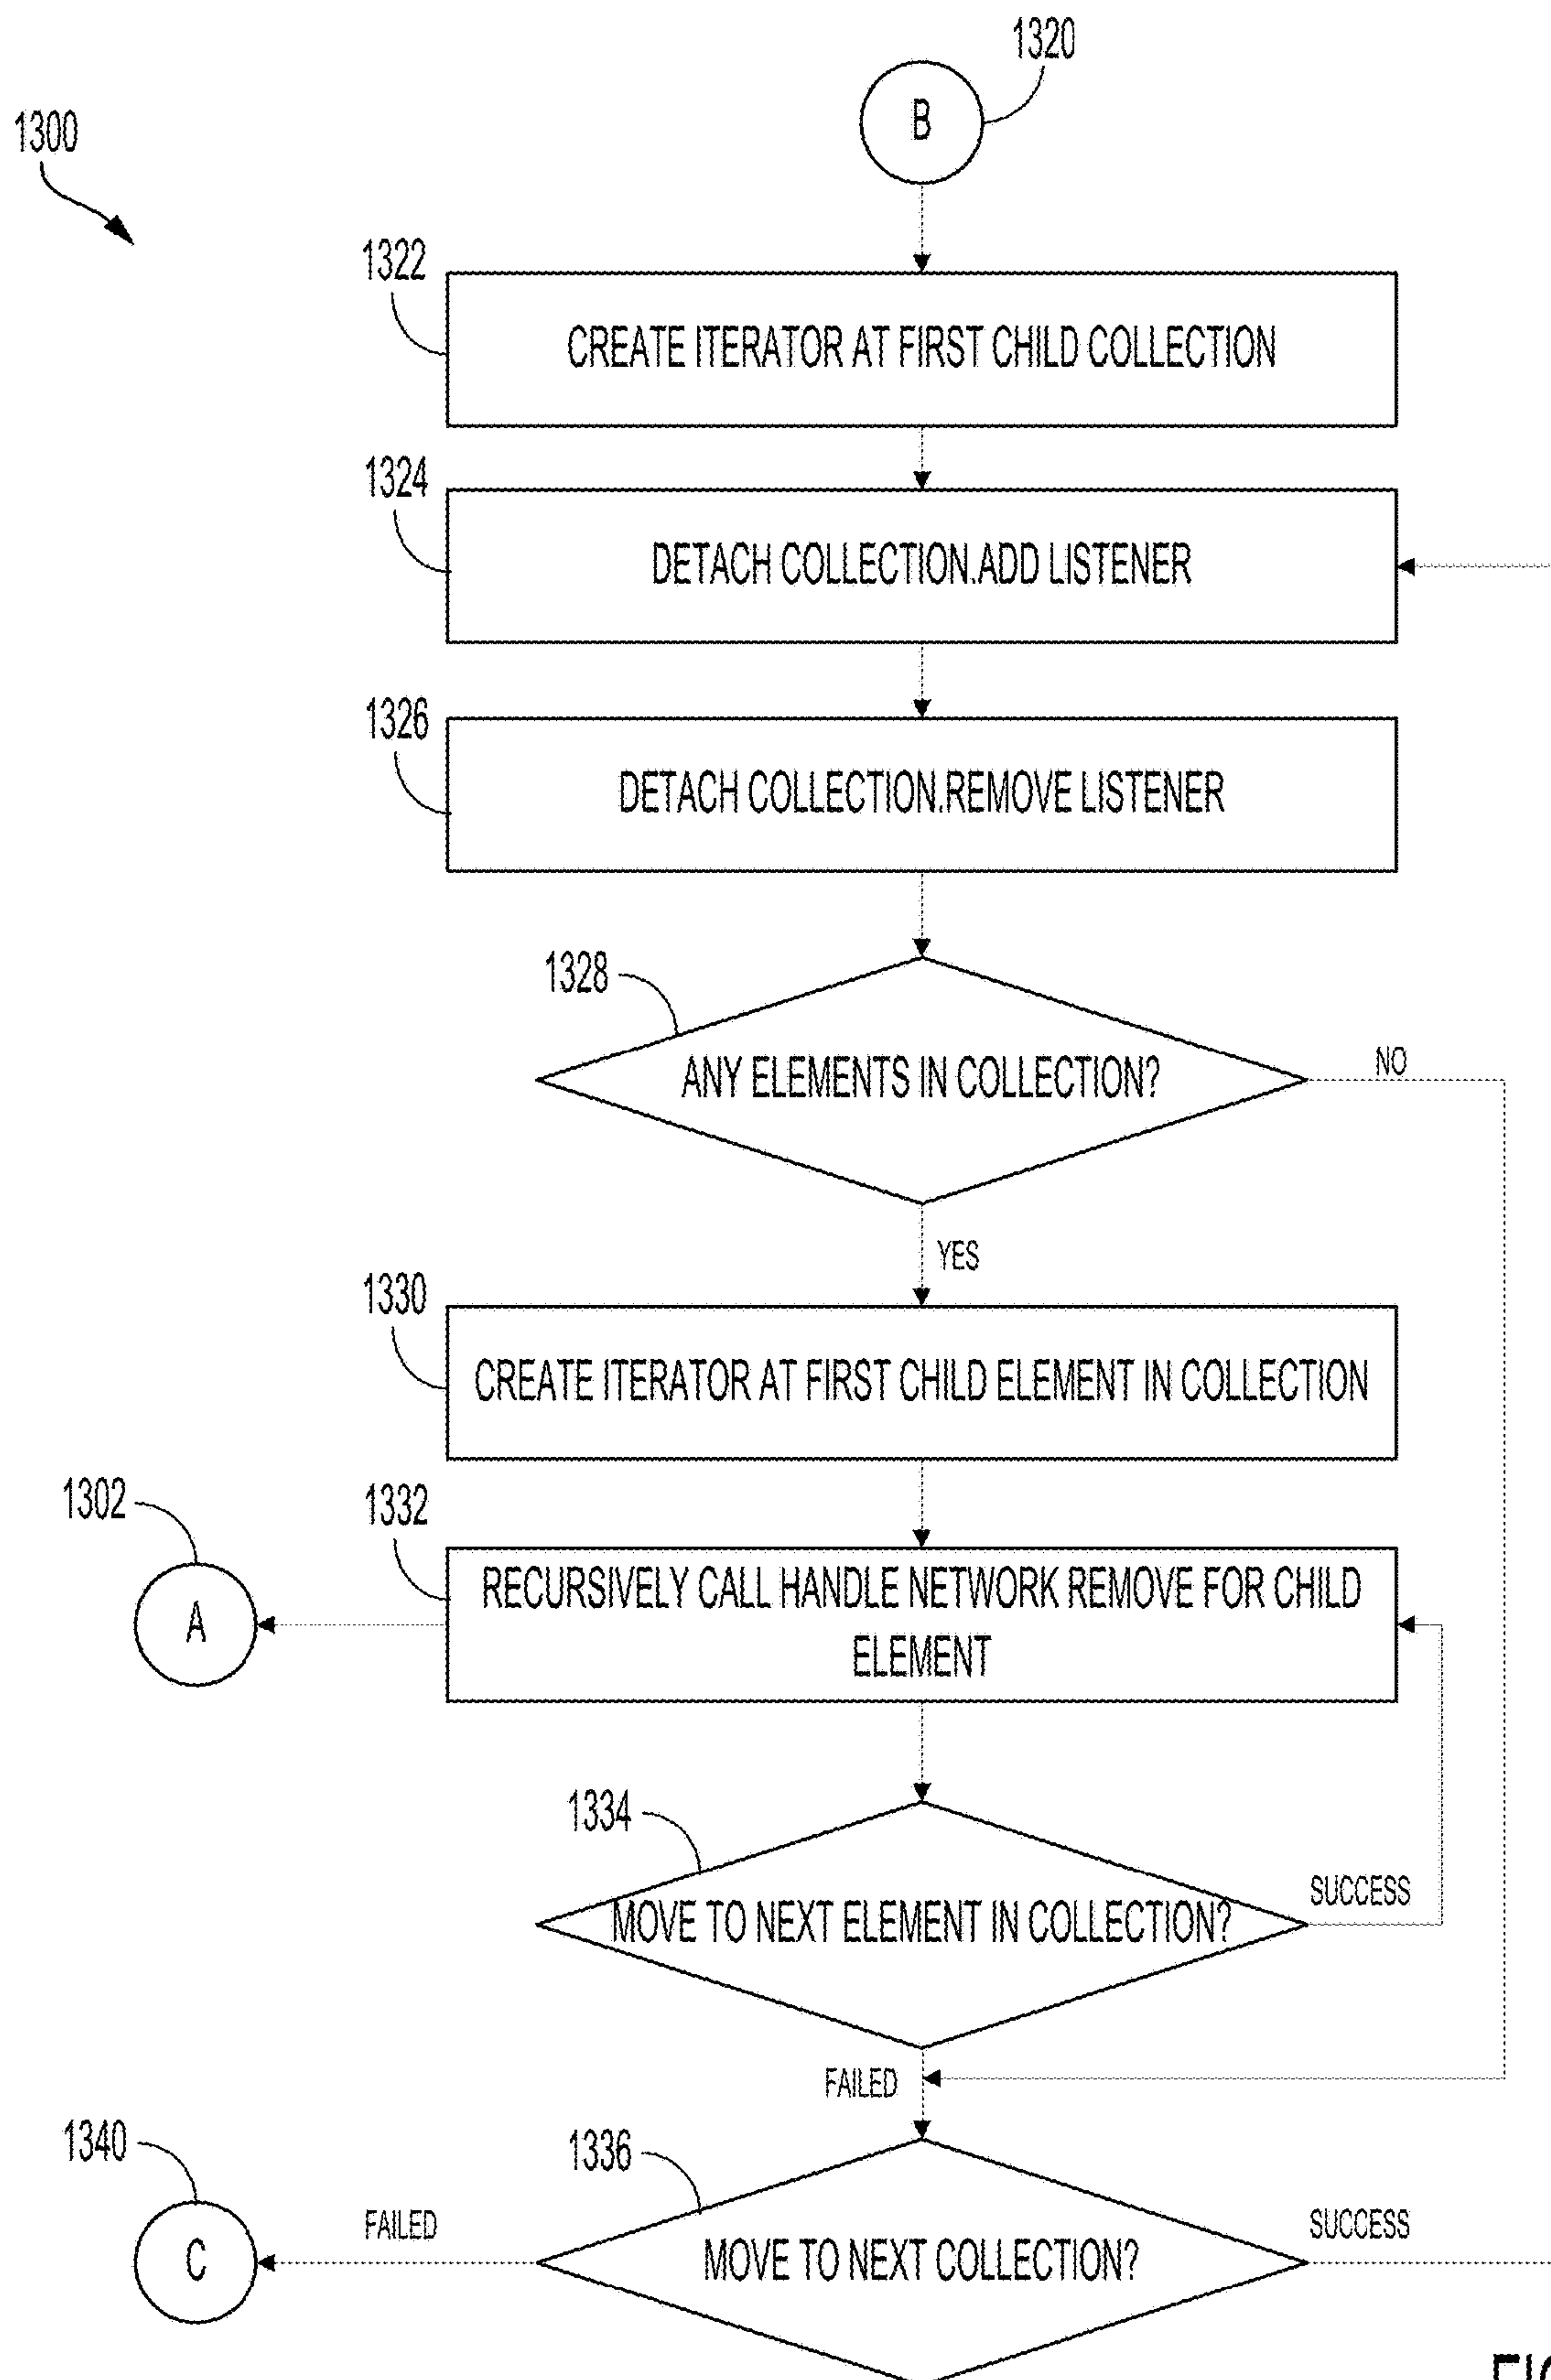 1320
B
1300
1322
CREATE ITERATOR AT FIRST CHILD COLLECTION
1324
DETACH COLLECTION.ADD LISTENER
1326
DETACH COLLECTION.REMOVE LISTENER
1328
ANY ELEMENTS IN COLLECTION?
NO
YES
1330
CREATE ITERATOR AT FIRST CHILD ELEMENT IN COLLECTION
1302
A
1332
RECURSIVELY CALL HANDLE NETWORK REMOVE FOR CHILD
ELEMENT
1334
MOVE TO NEXT ELEMENT IN COLLECTION?
SUCCESS
FAILED
1340
C
FAILED
1336
MOVE TO NEXT COLLECTION?
SUCCESS